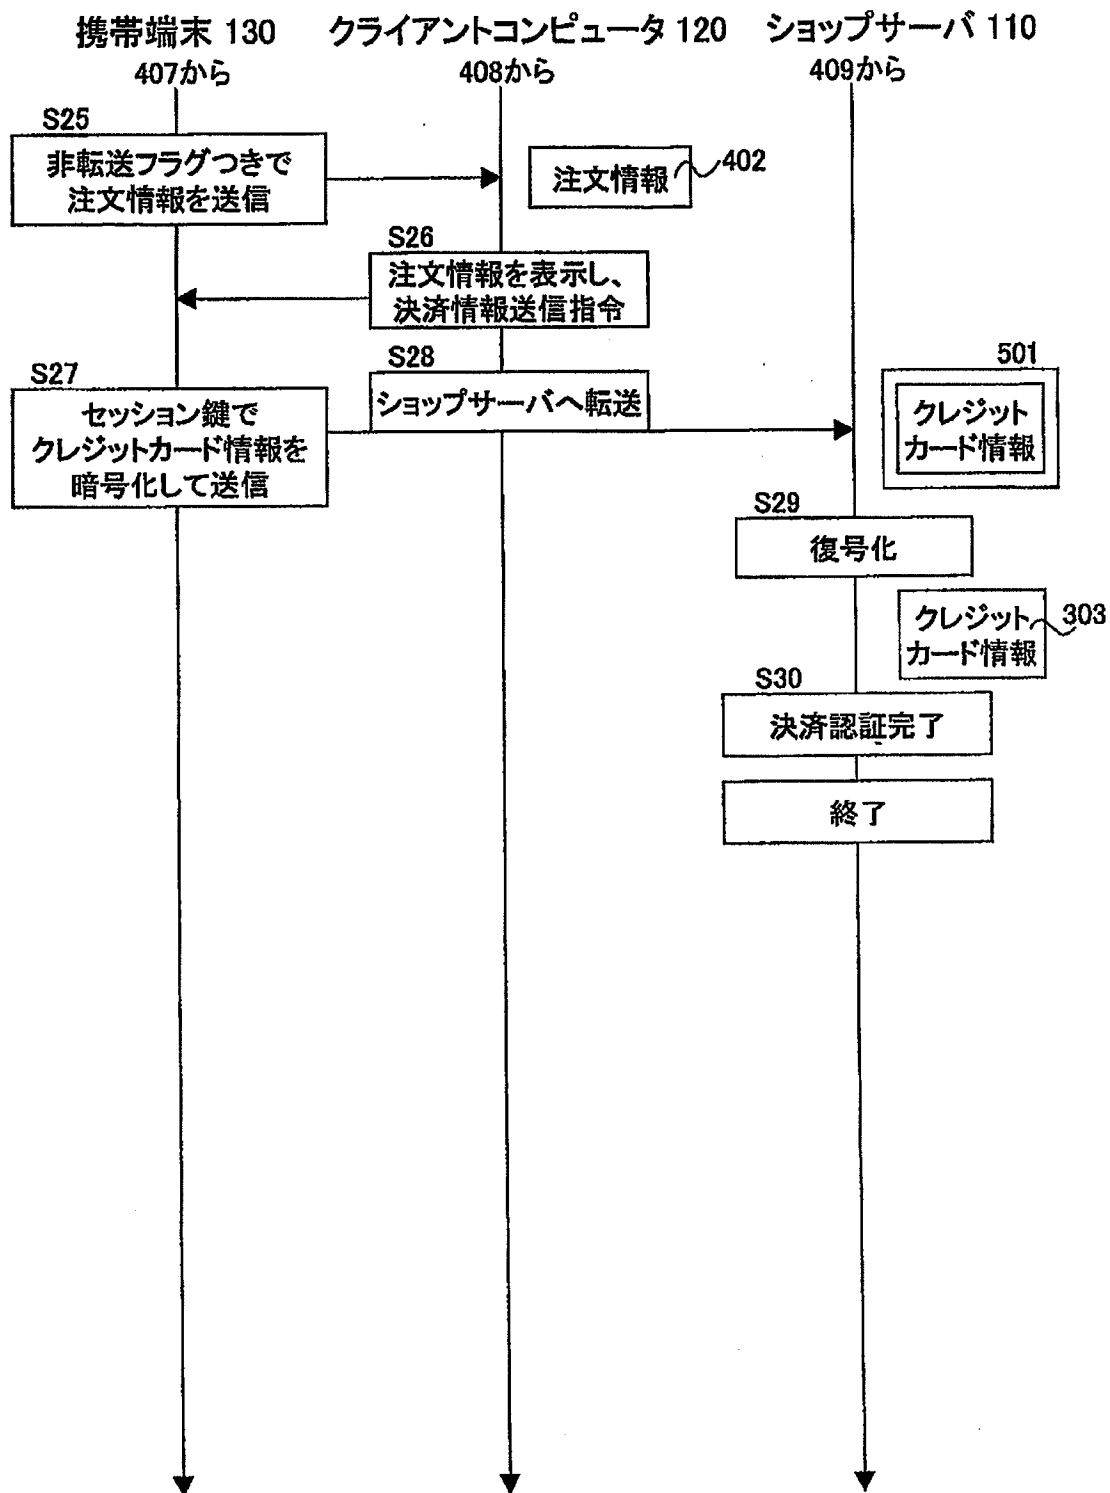 携帯端末 130
クライアントコンピュータ 120
ショップサーバ 110
407から
408から
409から
S25
非転送フラグつきで
注文情報を送信
注文情報
402
S26
注文情報を表示し、
決済情報送信指令
S27
セッション鍵で
クレジットカード情報を
暗号化して送信
S28
ショップサーバへ転送
501
クレジット
カード情報
S29
復号化
クレジット
カード情報
303
S30
決済認証完了
終了